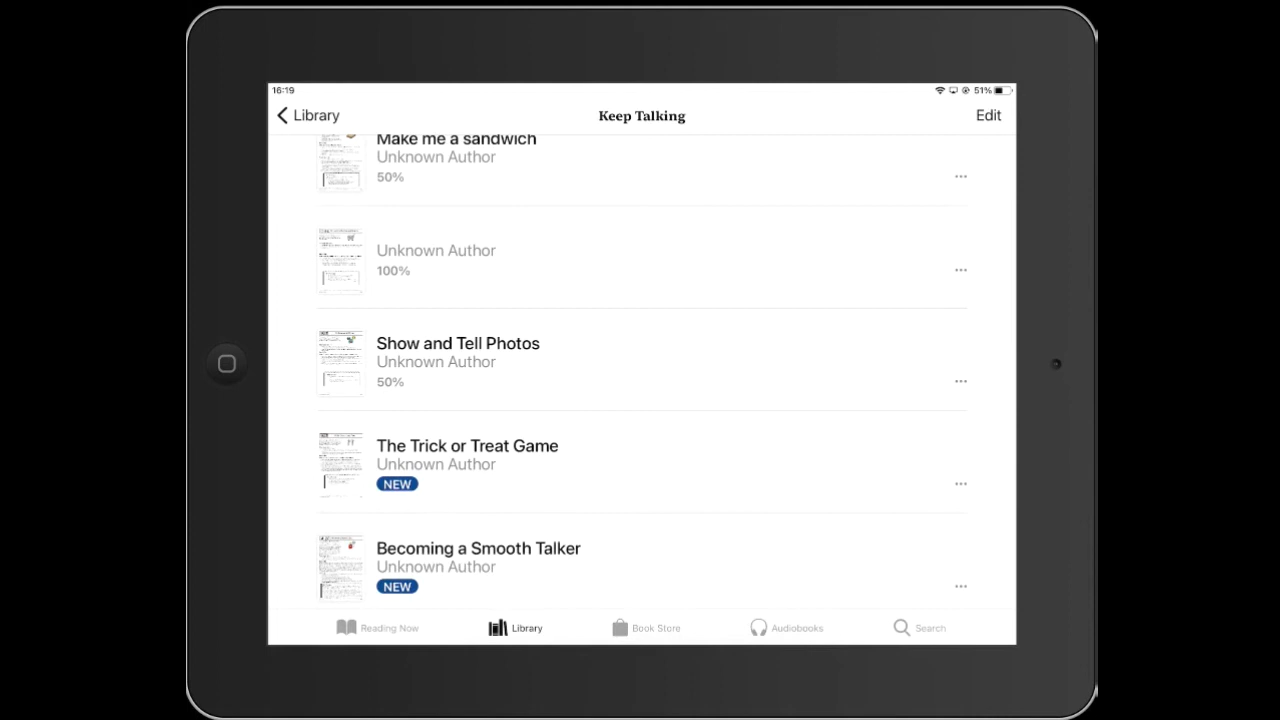 16:19
51%
Library
Keep Talking
Edit
Make me a sandwich
Unknown Author
50%
Unknown Author
100%
Show and Tell Photos
Unknown Author
50%
The Trick or Treat Game
Unknown Author
NEW
Becoming a Smooth Talker
Unknown Author
NEW
Reading Now
Library
Book Store
Audiobooks
Search